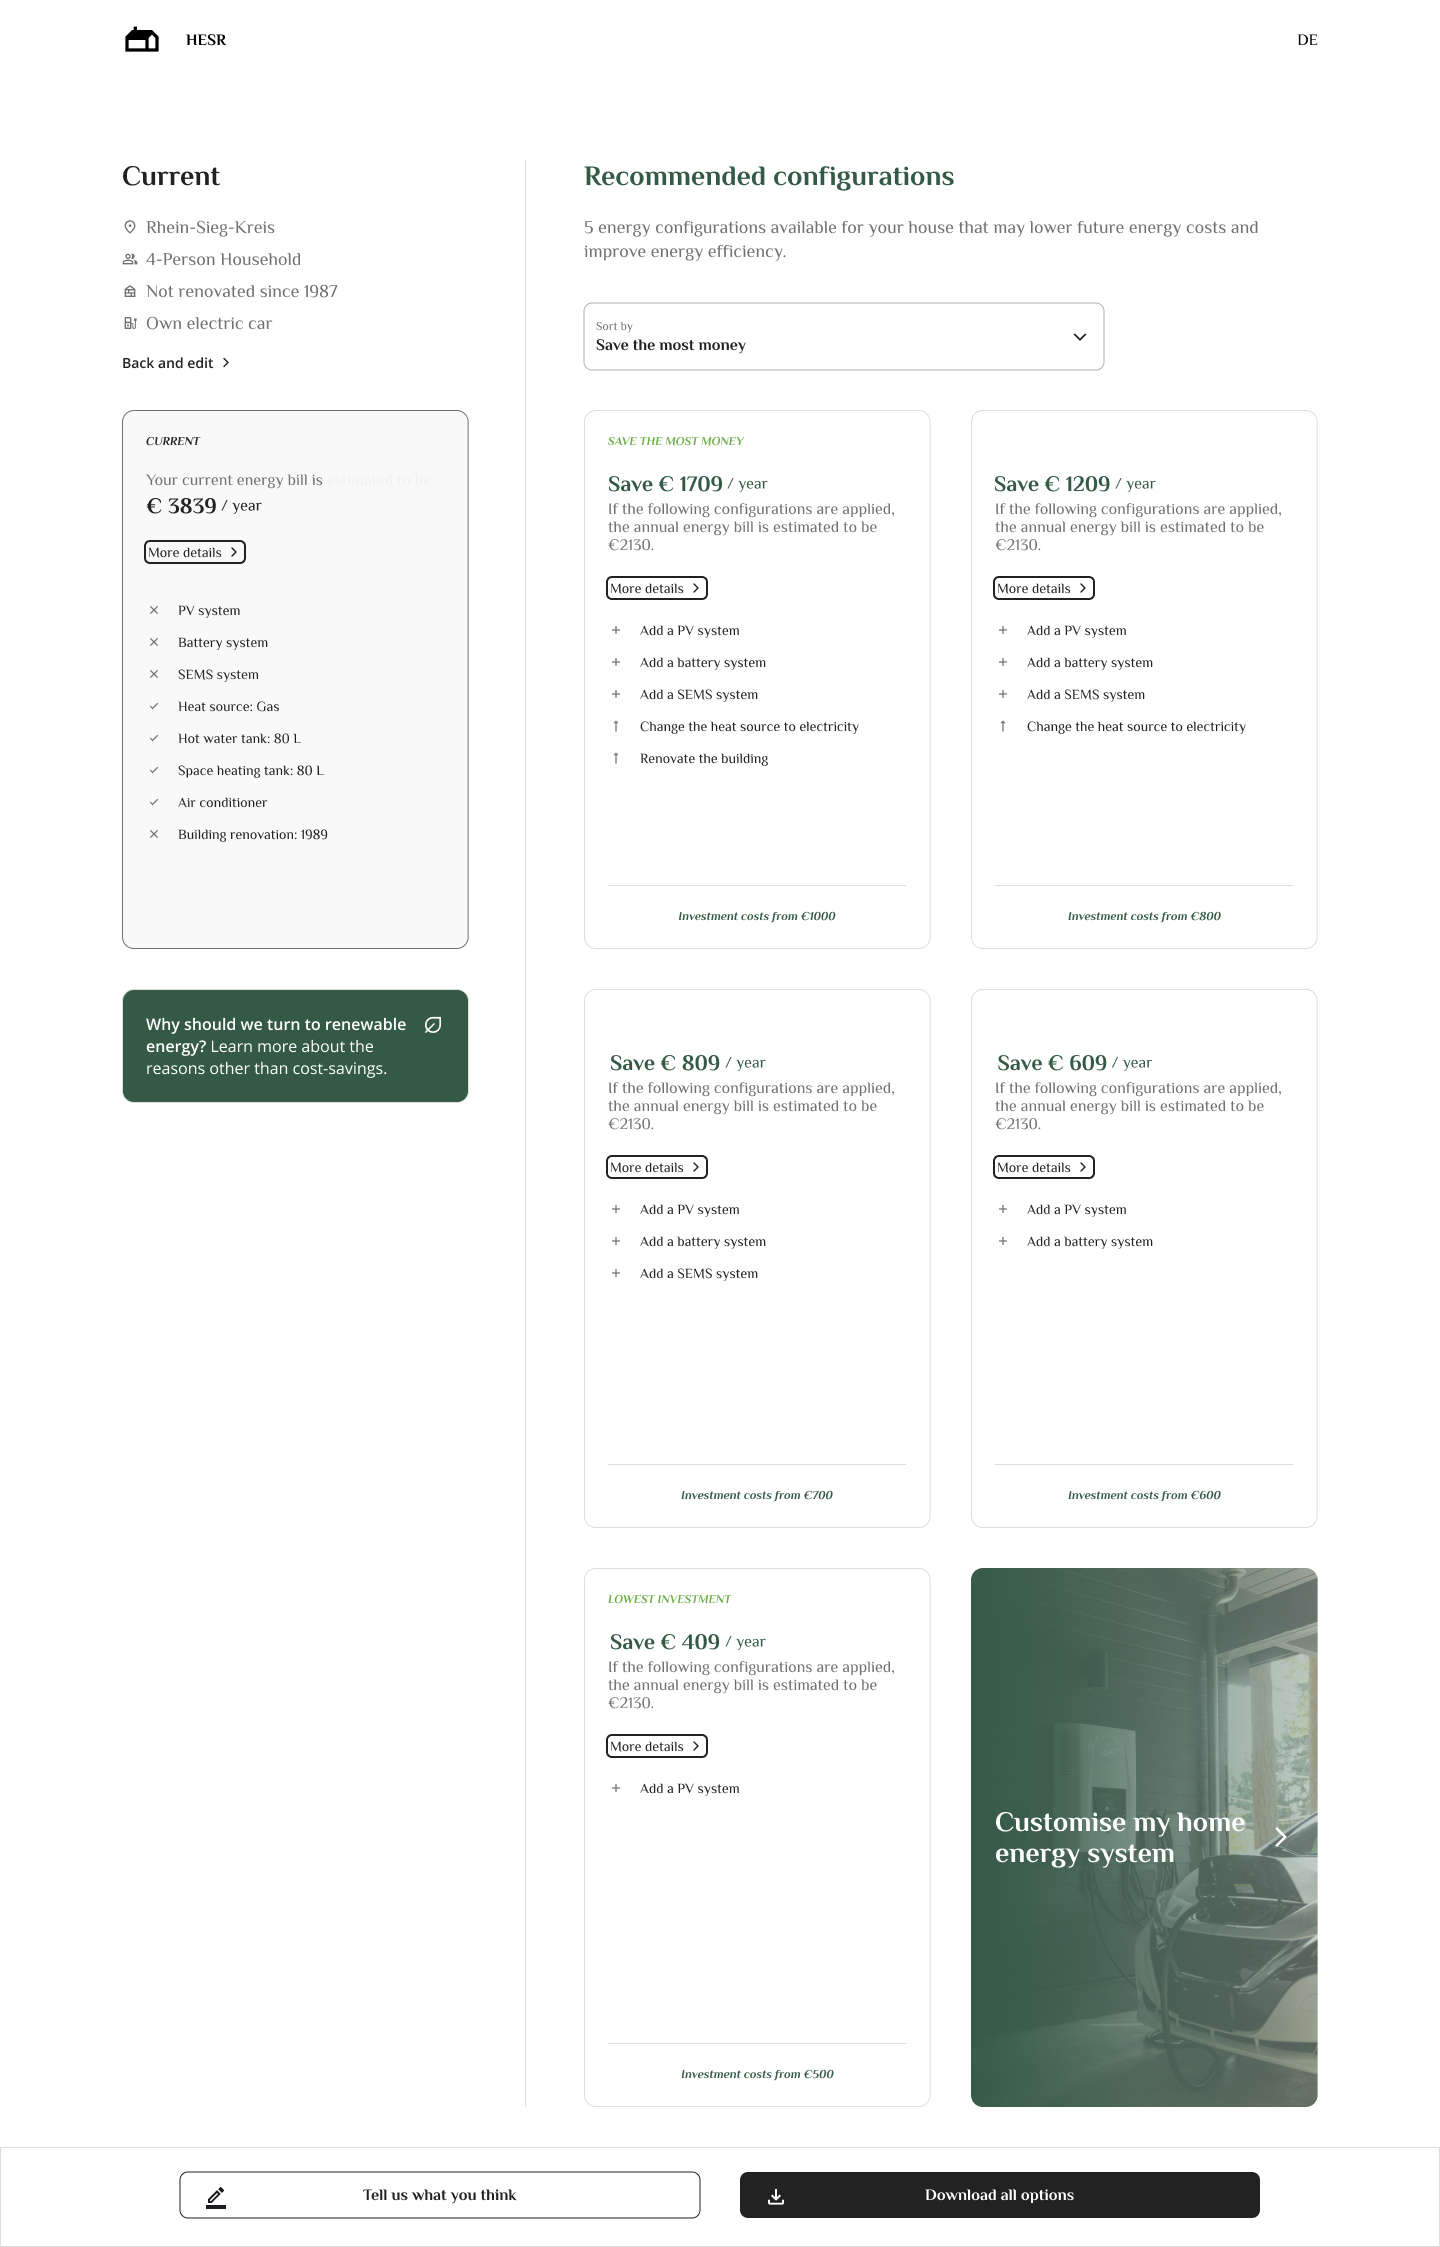 HESR
DE
Current
Rhein-Sieg-Kreis
4-Person Household
Not renovated since 1987
Own electric car
Back and edit
CURRENT
Your current energy bill is estimated to be
€ 3839 / year
More details
PV system
Battery system
SEMS system
Heat source: Gas
Hot water tank: 80 L
Space heating tank: 80 L
Air conditioner
Building renovation: 1989
Why should we turn to renewable
energy? Learn more about the
reasons other than cost-savings.
Recommended configurations
5 energy configurations available for your house that may lower future energy costs and
improve energy efficiency.
Sort by
Save the most money
SAVE THE MOST MONEY
Save € 1709 / year
If the following configurations are applied,
the annual energy bill is estimated to be
€2130.
More details
Add a PV system
Add a battery system
Add a SEMS system
Change the heat source to electricity
Renovate the building
Investment costs from €1000
Save € 1209 / year
If the following configurations are applied,
the annual energy bill is estimated to be
€2130.
More details
Add a PV system
Add a battery system
Add a SEMS system
Change the heat source to electricity
Investment costs from €800
Save € 809 / year
If the following configurations are applied,
the annual energy bill is estimated to be
€2130.
More details
Add a PV system
Add a battery system
Add a SEMS system
Investment costs from €700
Save € 609 / year
If the following configurations are applied,
the annual energy bill is estimated to be
€2130.
More details
Add a PV system
Add a battery system
Investment costs from €600
LOWEST INVESTMENT
Save € 409 / year
If the following configurations are applied,
the annual energy bill is estimated to be
€2130.
More details
Add a PV system
Investment costs from €500
Customise my home
energy system
Tell us what you think
Download all options